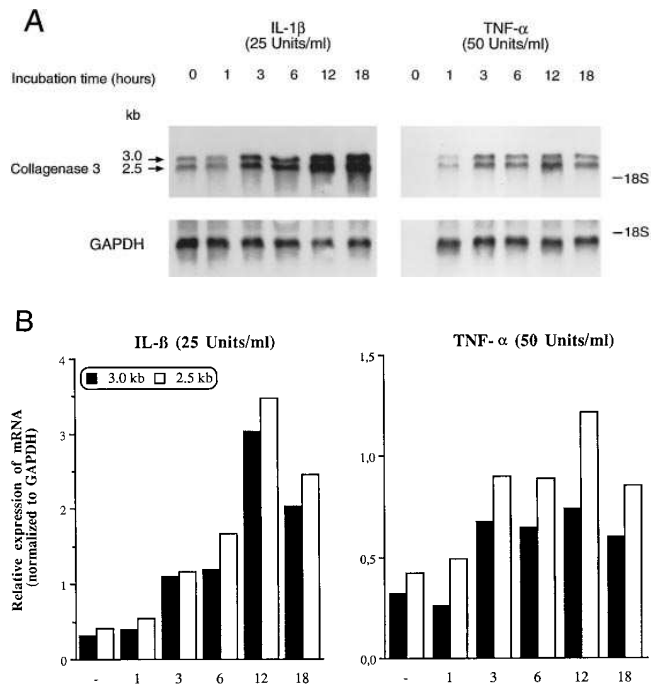 A
IL-1β TNF-α
(25 Units/ml) (50 Units/ml)
Incubation time (hours) 0 1 3 6 12 18 0 1 3 6 12 18
kb
3.0
Collagenase 3 2.5 –18S
–18S
GAPDH
B
IL-ß (25 Units/ml) TNF- α (50 Units/ml)
4 1,5
3.0 kb 2.5 kb
3 1,0
2 0,5
1
0 0,0
Relative expression of mRNA
(normalized to GAPDH)
- 1 3 6 12 18 - 1 3 6 12 18